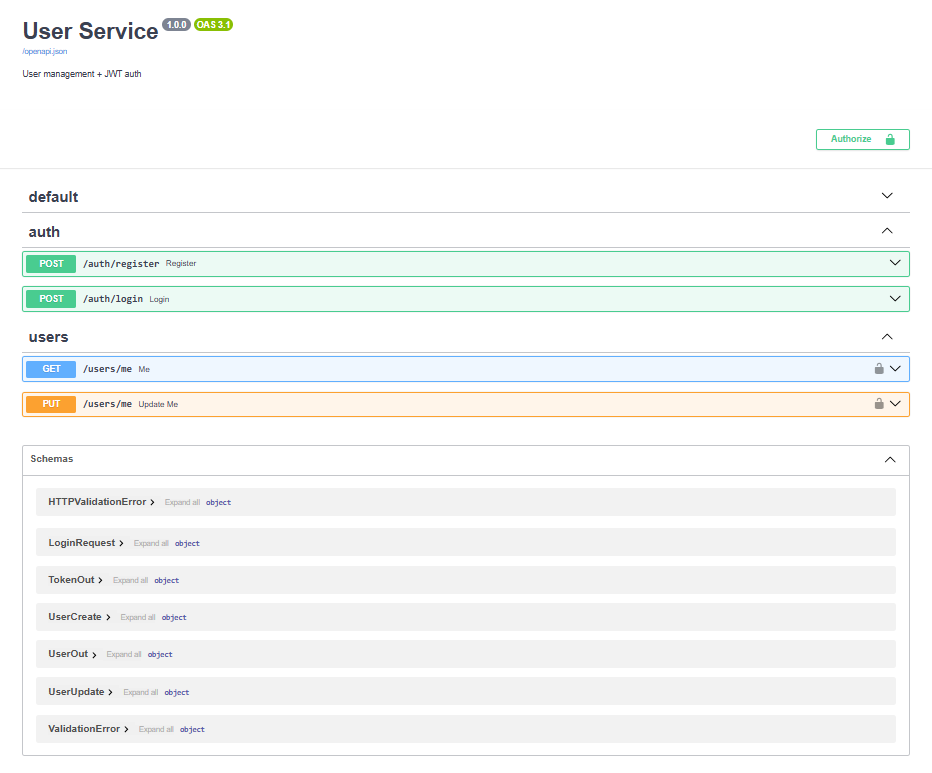 User Service 1.0.0 OAS 3.1
/openapi.json
User management + JWT auth
Authorize
default
auth
POST /auth/register Register
POST /auth/login Login
users
GET /users/me Me
PUT /users/me Update Me
Schemas
HTTPValidationError Expand all object
LoginRequest Expand all object
TokenOut Expand all object
UserCreate Expand all object
UserOut Expand all object
UserUpdate Expand all object
ValidationError Expand all object